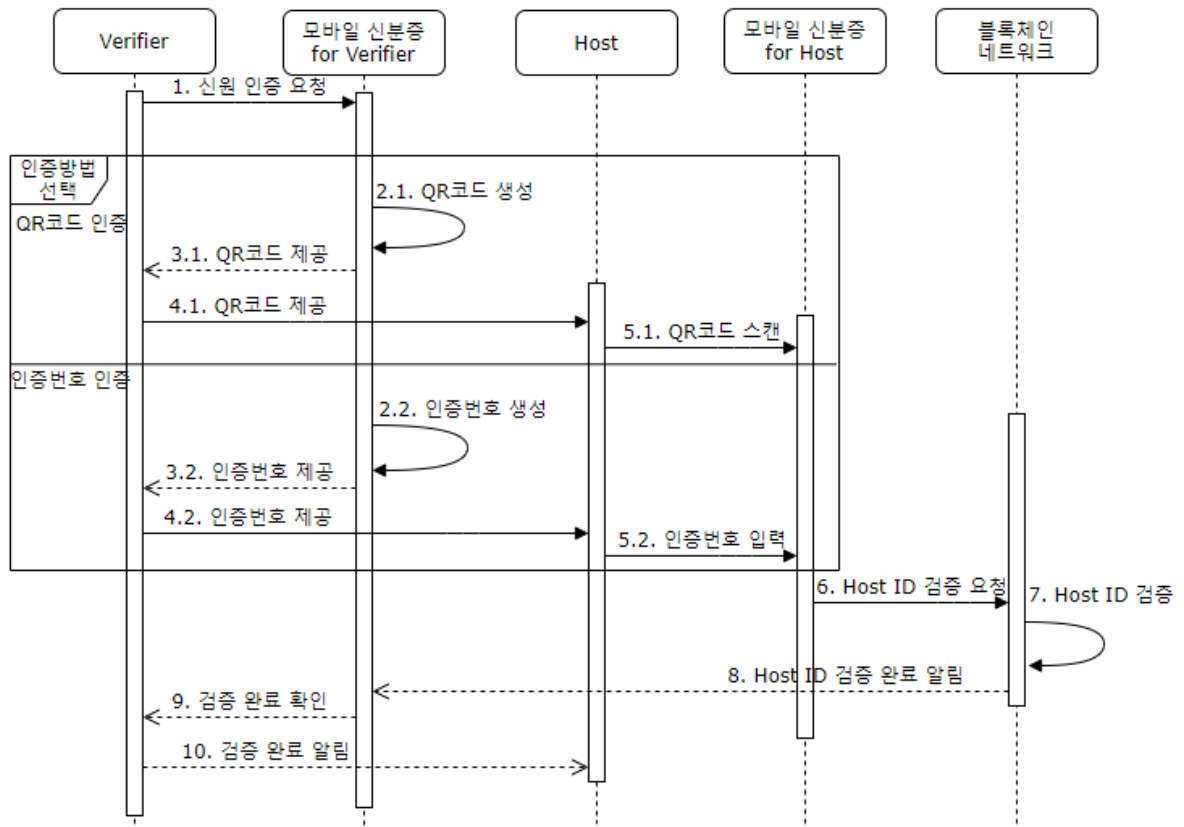 Verifier
모바일 신분증
for Verifier
Host
모바일 신분증
for Host
블록체인
네트워크
1. 신원 인증 요청
인증방법
선택
QR코드 인증
2.1. QR코드 생성
3.1. QR코드 제공
4.1. QR코드 제공
5.1. QR코드 스캔
인증번호 인증
2.2. 인증번호 생성
3.2. 인증번호 제공
4.2. 인증번호 제공
5.2. 인증번호 입력
6. Host ID 검증 요청
7. Host ID 검증
8. Host ID 검증 완료 알림
9. 검증 완료 확인
10. 검증 완료 알림